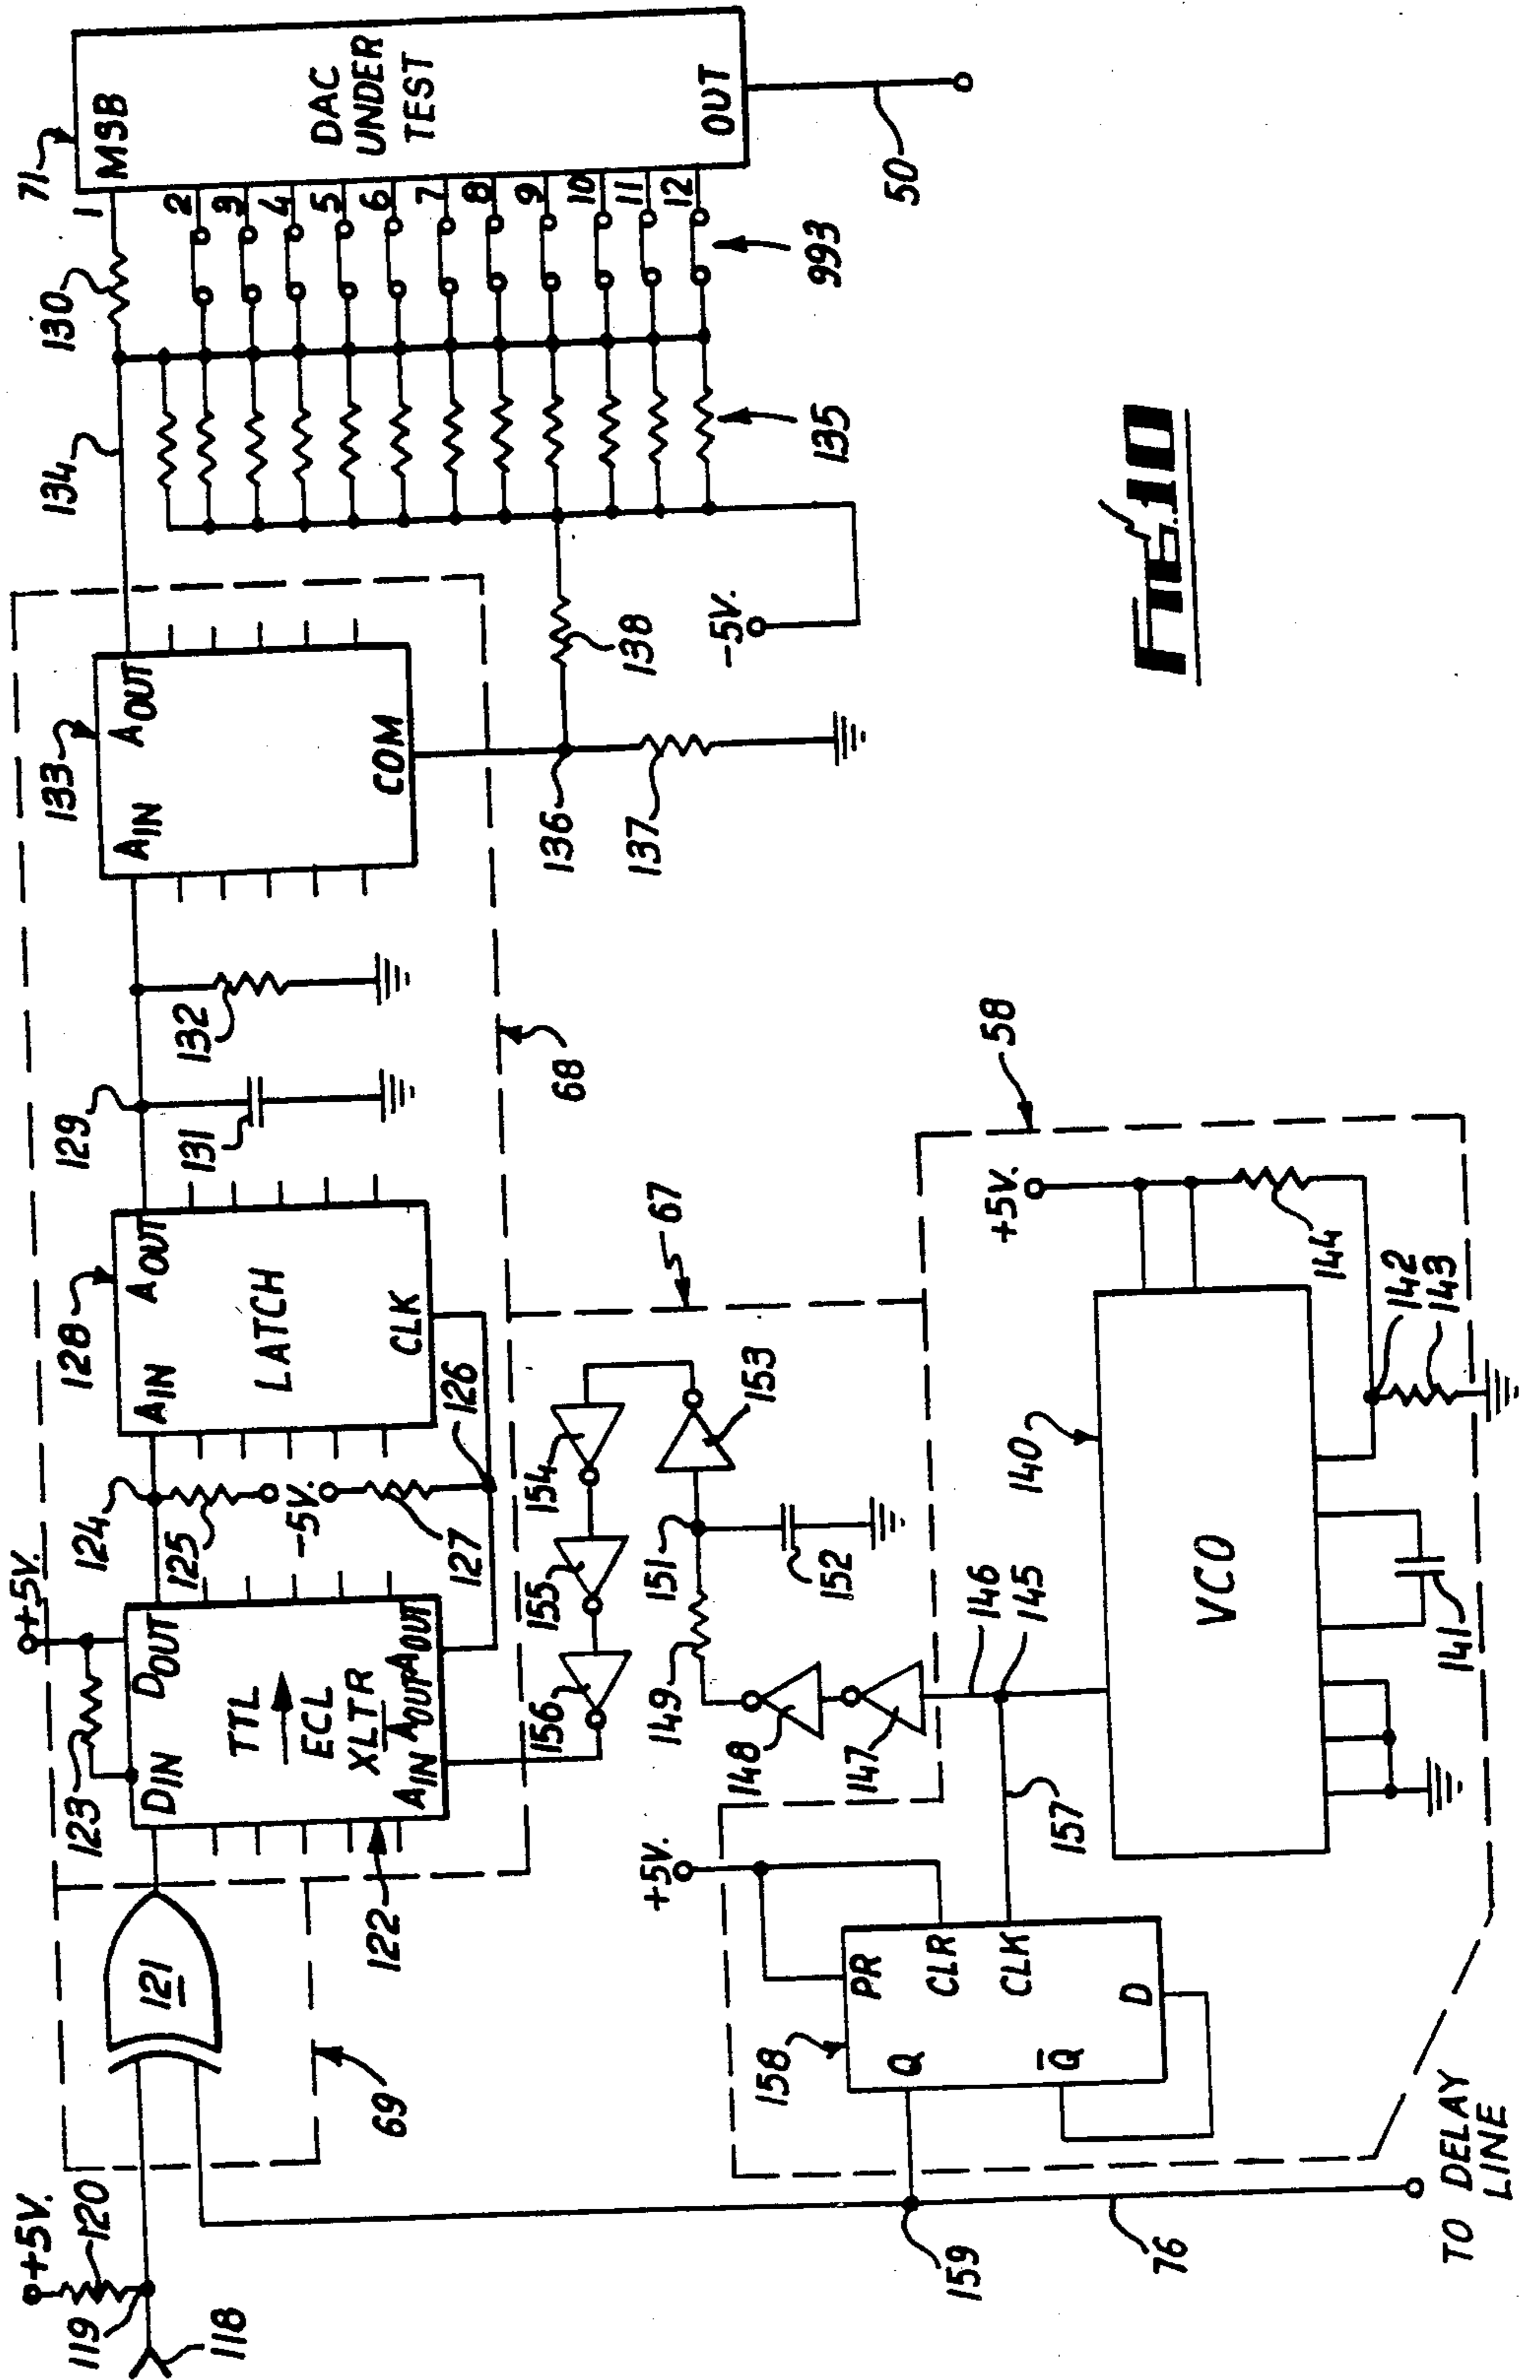 +5V.
120
119
118
121
69
+5V.
123
DIN
DOUT
TTL
ECL
XLTR
AIN
AOUT
AOUT
122
124
125
-5V.
127
126
128
AIN
AOUT
LATCH
CLK
129
131
132
68
133
AIN
AOUT
COM
134
130
136
137
138
-5V.
135
993
71
1
MSB
2
3
4
5
6
7
8
9
10
11
12
DAC
UNDER
TEST
OUT
50
67
156
155
154
153
151
152
149
148
147
146
145
157
+5V.
158
PR
CLR
CLK
Q
Q̅
D
159
76
TO DELAY
LINE
58
+5V.
140
VCO
141
144
142
143
FIG.10